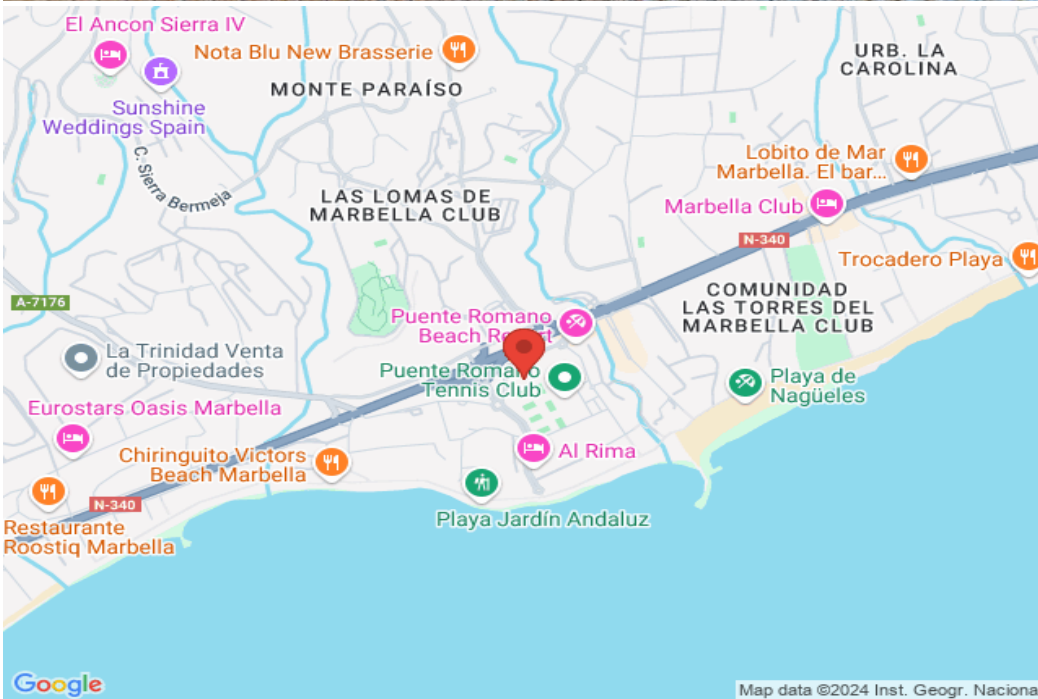 El Ancon Sierra IV
Nota Blu New Brasserie
URB. LA
CAROLINA
MONTE PARAÍSO
Sunshine
Weddings Spain
Lobito de Mar
Marbella. El bar...
C. Sierra Bermeja
LAS LOMAS DE
MARBELLA CLUB
Marbella Club
N-340
Trocadero Playa
A-7176
COMUNIDAD
LAS TORRES DEL
MARBELLA CLUB
Puente Romano
Beach Resort
La Trinidad Venta
de Propiedades
Puente Romano
Tennis Club
Playa de
Nagüeles
Eurostars Oasis Marbella
Chiringuito Victors
Beach Marbella
Al Rima
N-340
Restaurante
Roostiq Marbella
Playa Jardín Andaluz
Google
Map data ©2024 Inst. Geogr. Naciona